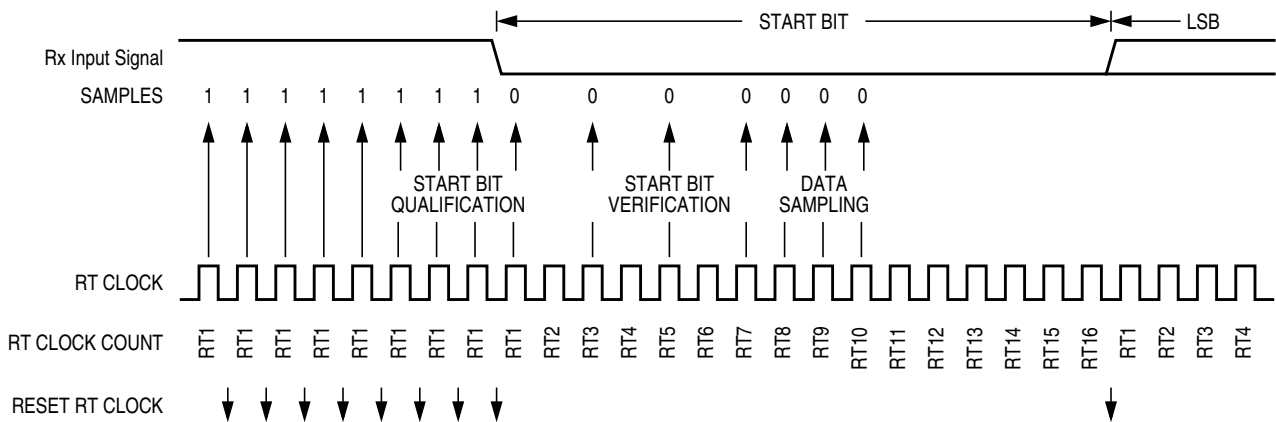 START BIT
LSB
Rx Input Signal
SAMPLES 1 1 1 1 1 1 1 1 0 0 0 0 0 0 0
START BIT
QUALIFICATION
START BIT
VERIFICATION
DATA
SAMPLING
RT CLOCK
RT CLOCK COUNT RT1 RT1 RT1 RT1 RT1 RT1 RT1 RT1 RT1 RT2 RT3 RT4 RT5 RT6 RT7 RT8 RT9 RT10 RT11 RT12 RT13 RT14 RT15 RT16 RT1 RT2 RT3 RT4
RESET RT CLOCK